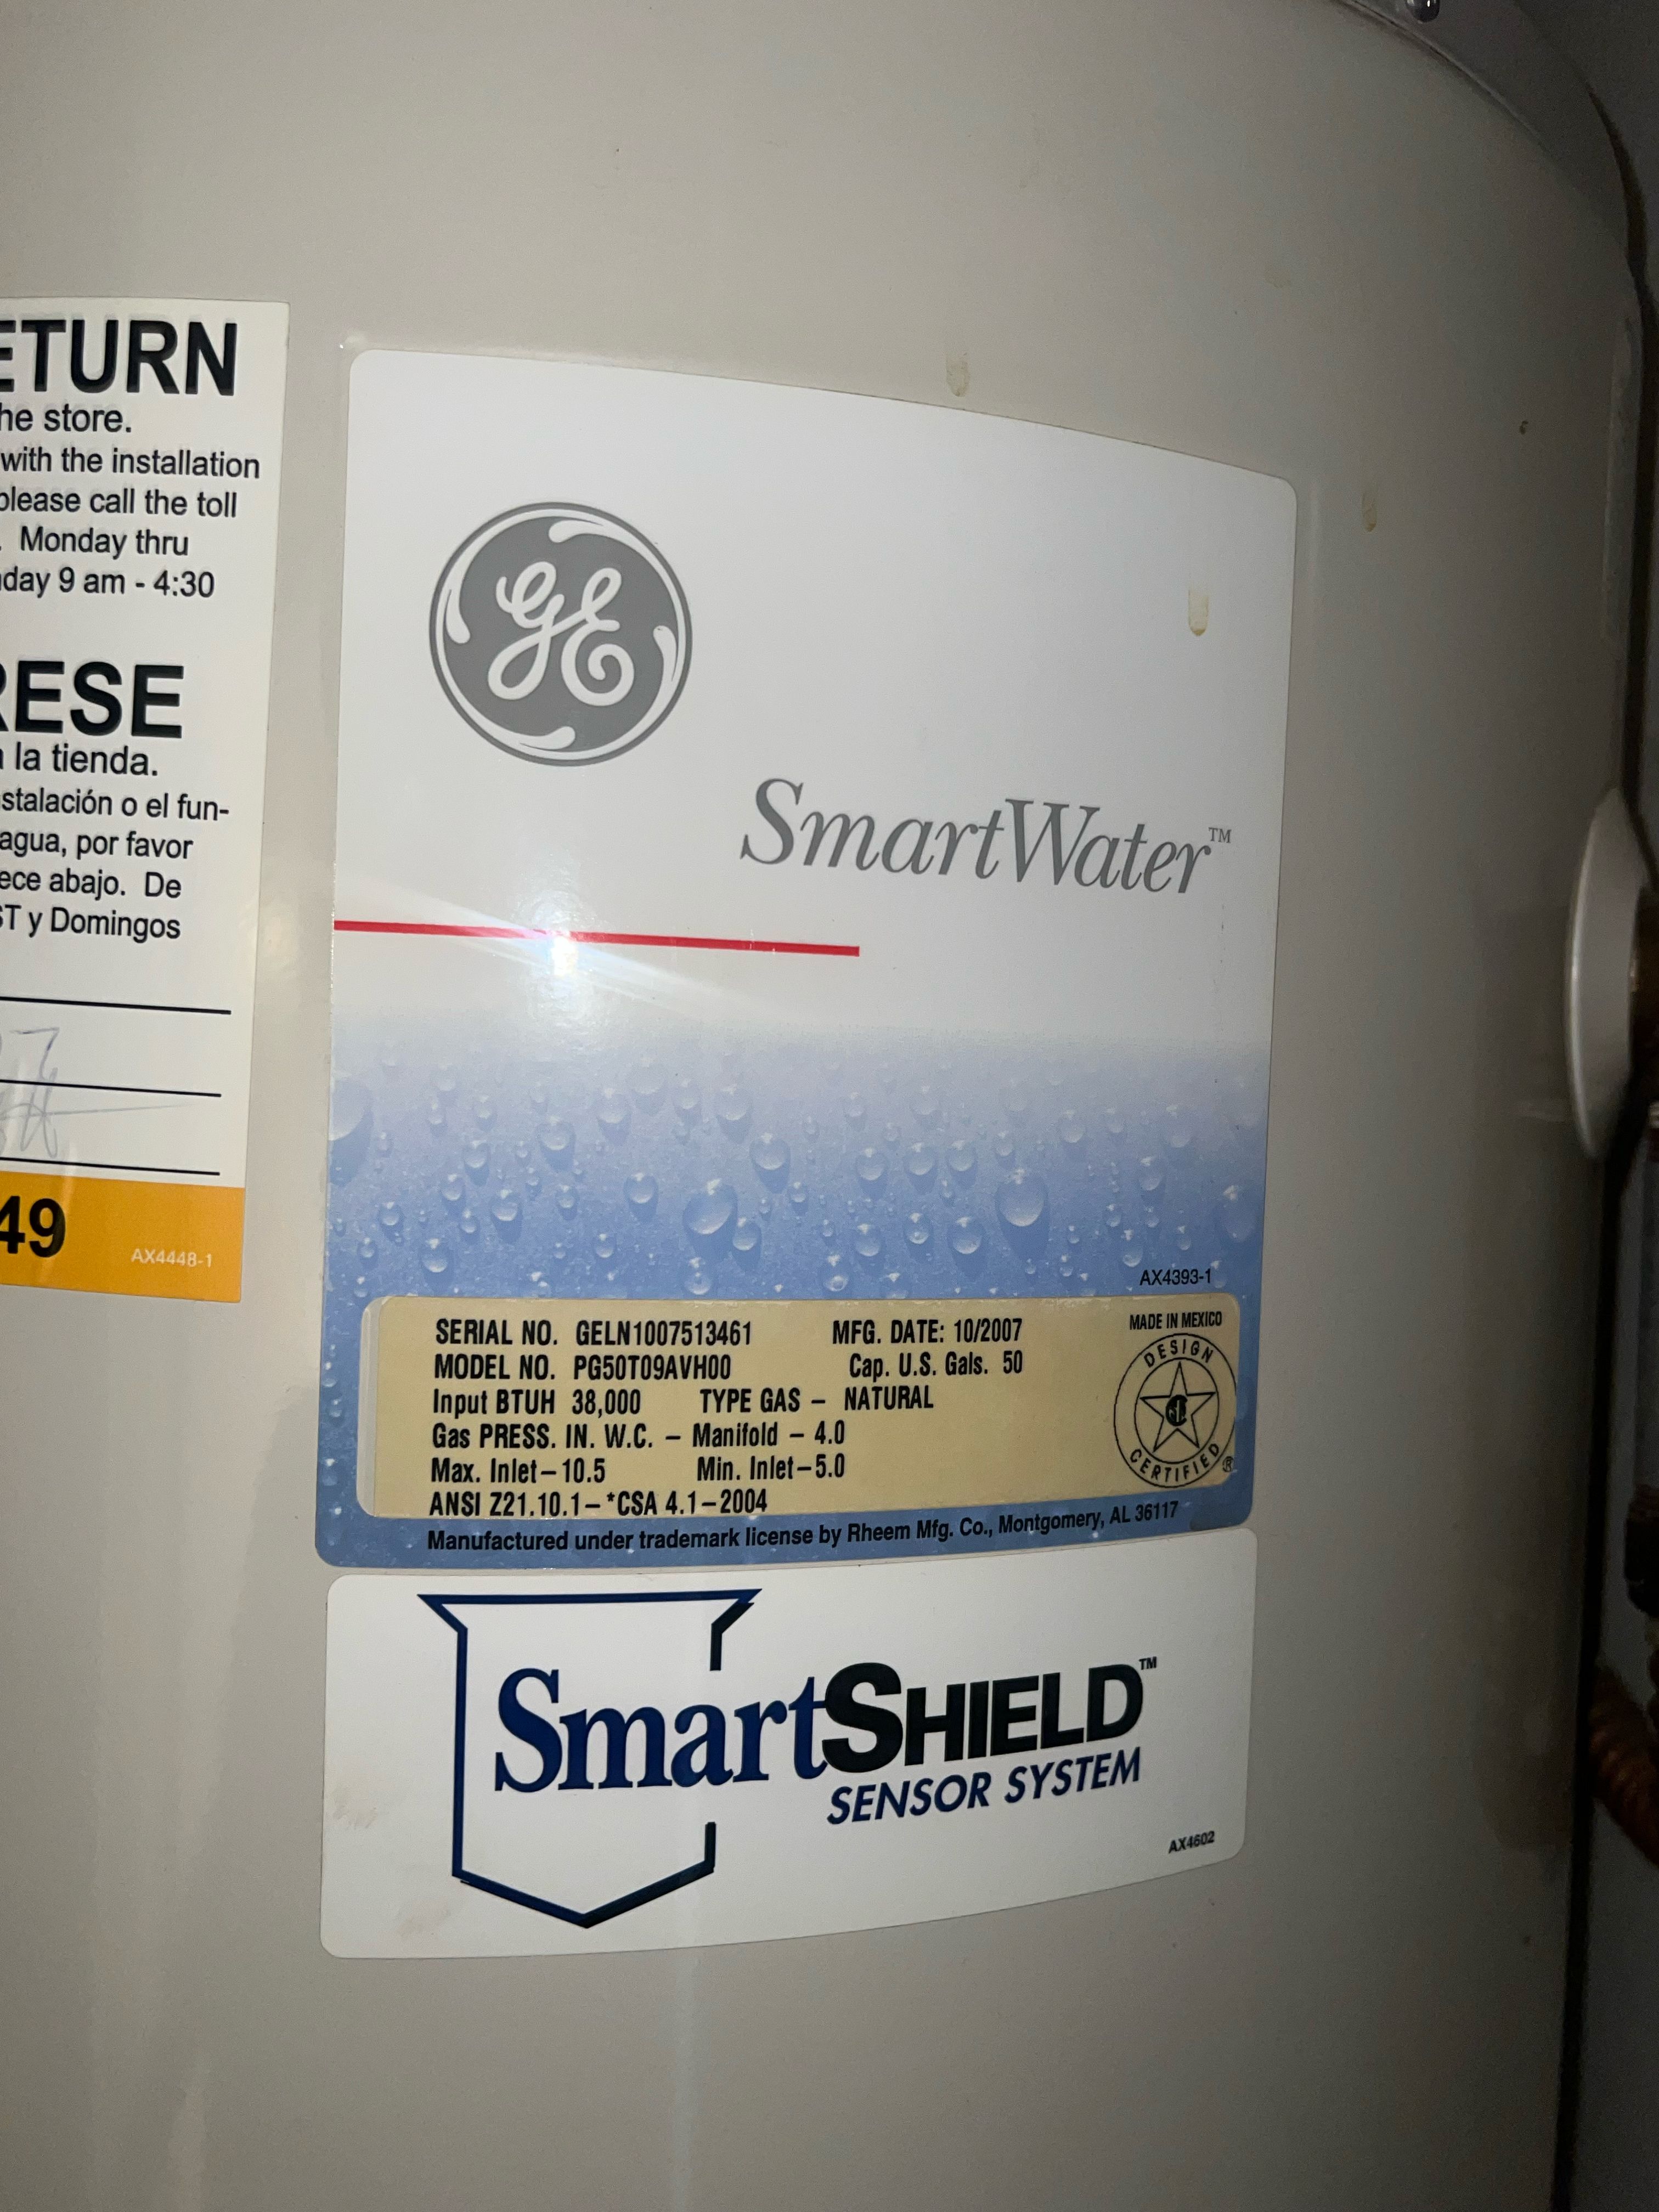 ETURN
he store.
with the installation
please call the toll
. Monday thru
day 9 am - 4:30
RESE
la tienda.
stalación o el fun-
agua, por favor
ece abajo. De
ST y Domingos
7
49
AX4448-1
GE
SmartWater™
AX4393-1
SERIAL NO. GELN1007513461 MFG. DATE: 10/2007
MODEL NO. PG50T09AVH00 Cap. U.S. Gals. 50
Input BTUH 38,000 TYPE GAS – NATURAL
Gas PRESS. IN. W.C. – Manifold – 4.0
Max. Inlet–10.5 Min. Inlet–5.0
ANSI Z21.10.1–*CSA 4.1–2004
MADE IN MEXICO
DESIGN
CERTIFIED ®
Manufactured under trademark license by Rheem Mfg. Co., Montgomery, AL 36117
SmartSHIELD™
SENSOR SYSTEM
AX4602